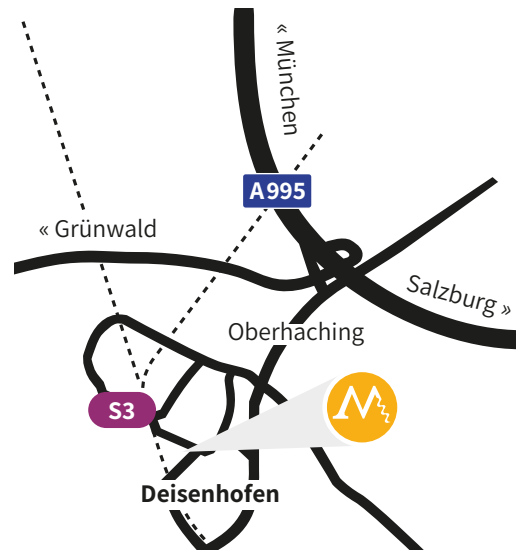 « München
A995
« Grünwald
Salzburg »
Oberhaching
S3
Deisenhofen